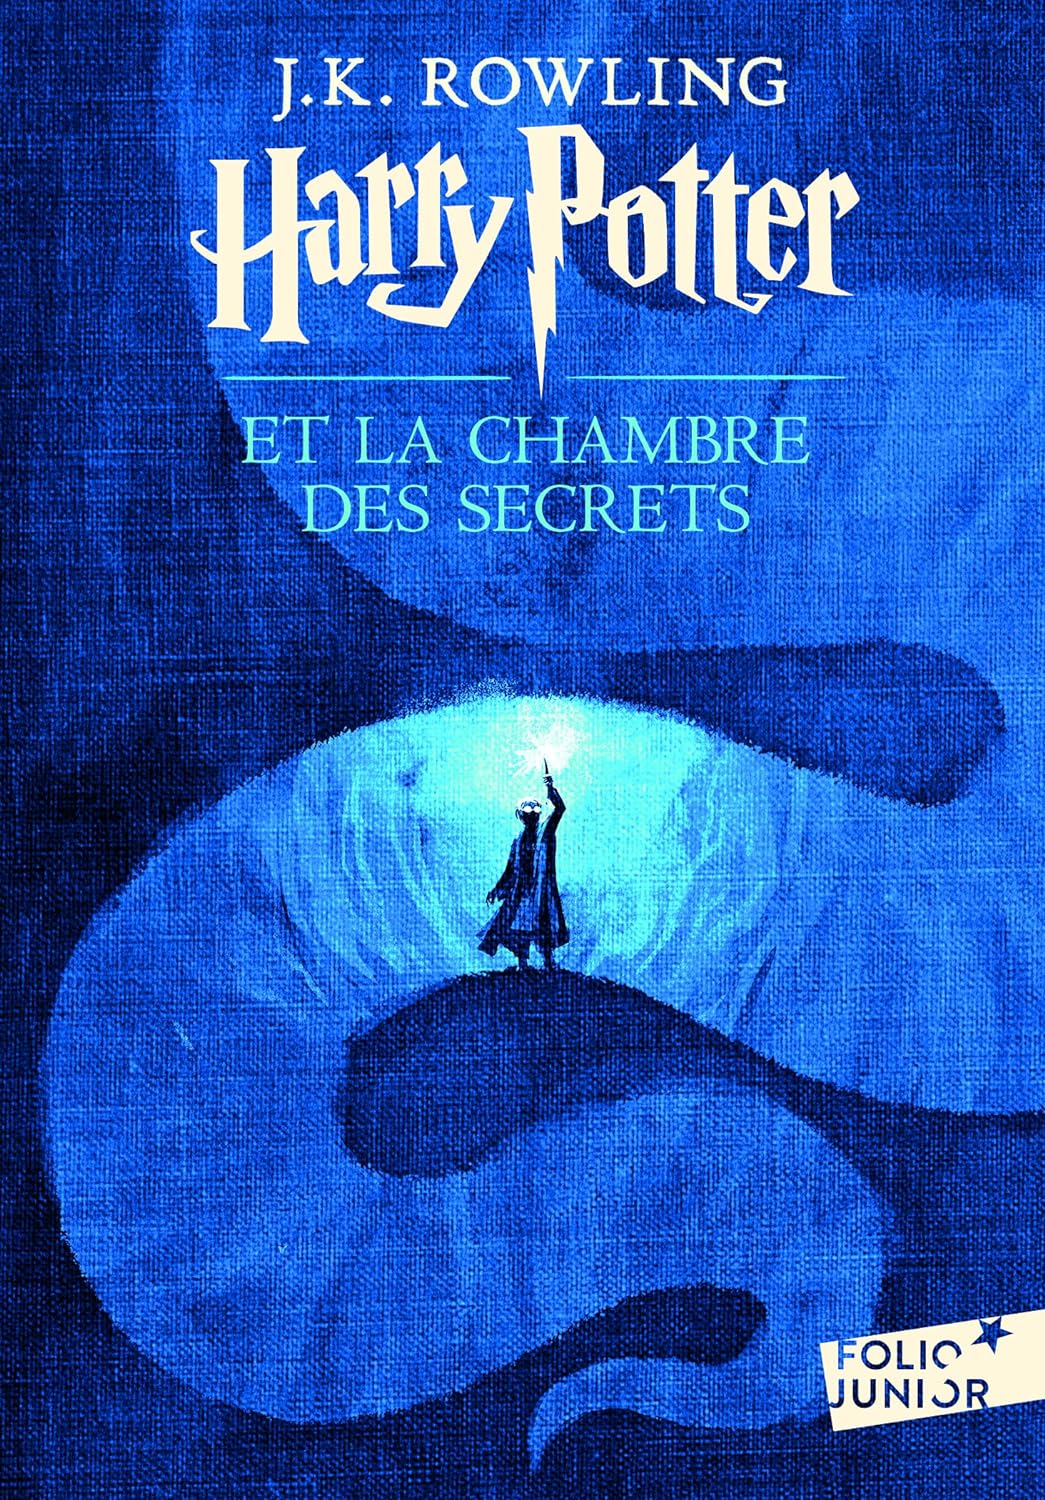 J.K. ROWLING
Harry Potter
ET LA CHAMBRE
DES SECRETS
FOLIO
JUNIOR